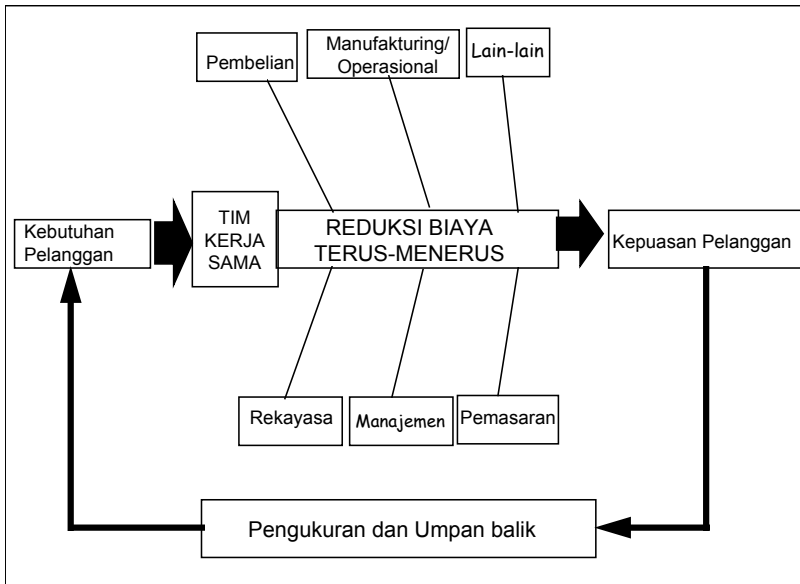 Pembelian
Manufakturing/
Operasional
Lain-lain
Kebutuhan
Pelanggan
TIM
KERJA
SAMA
REDUKSI BIAYA
TERUS-MENERUS
Kepuasan Pelanggan
Rekayasa
Manajemen
Pemasaran
Pengukuran dan Umpan balik